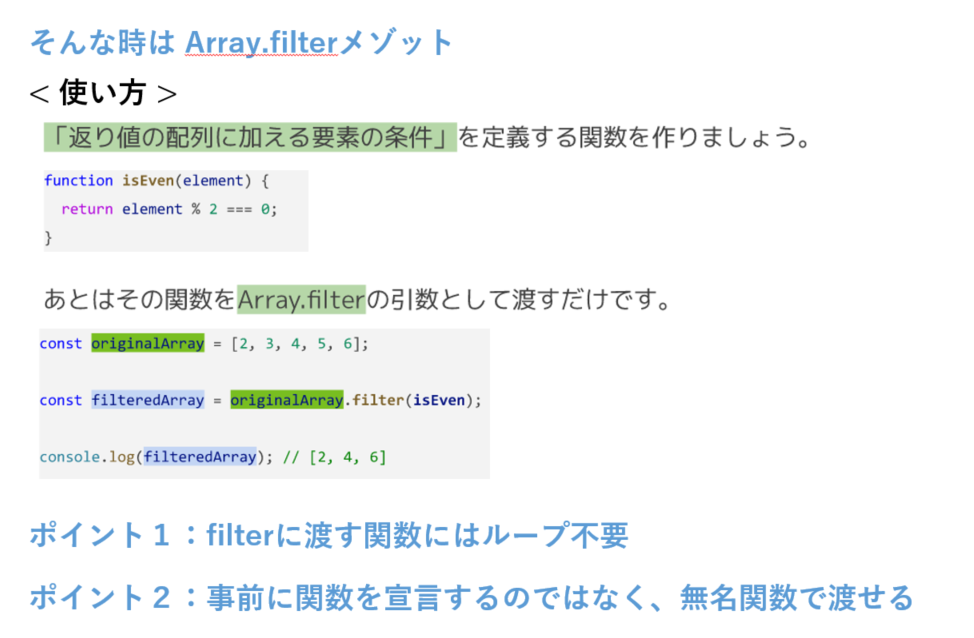 そんな時は Array.filterメゾット
< 使い方 >
「返り値の配列に加える要素の条件」を定義する関数を作りましょう。
function isEven(element) {
return element % 2 === 0;
}
あとはその関数をArray.filterの引数として渡すだけです。
const originalArray = [2, 3, 4, 5, 6];
const filteredArray = originalArray.filter(isEven);
console.log(filteredArray); // [2, 4, 6]
ポイント１：filterに渡す関数にはループ不要
ポイント２：事前に関数を宣言するのではなく、無名関数で渡せる